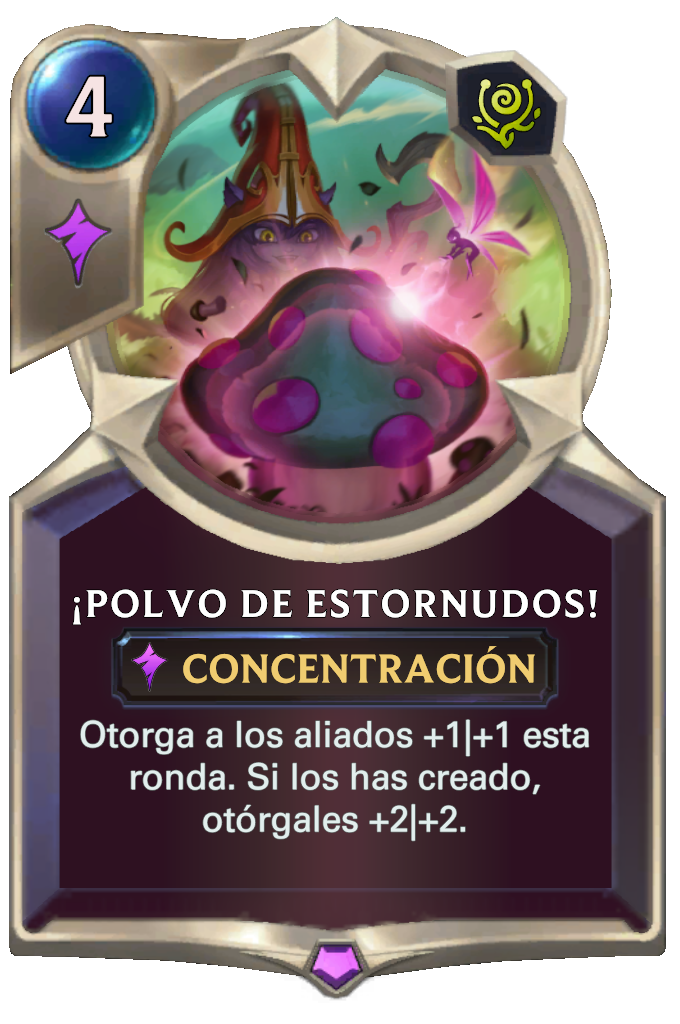 4
¡POLVO DE ESTORNUDOS!
CONCENTRACIÓN
Otorga a los aliados +1|+1 esta
ronda. Si los has creado,
otórgales +2|+2.